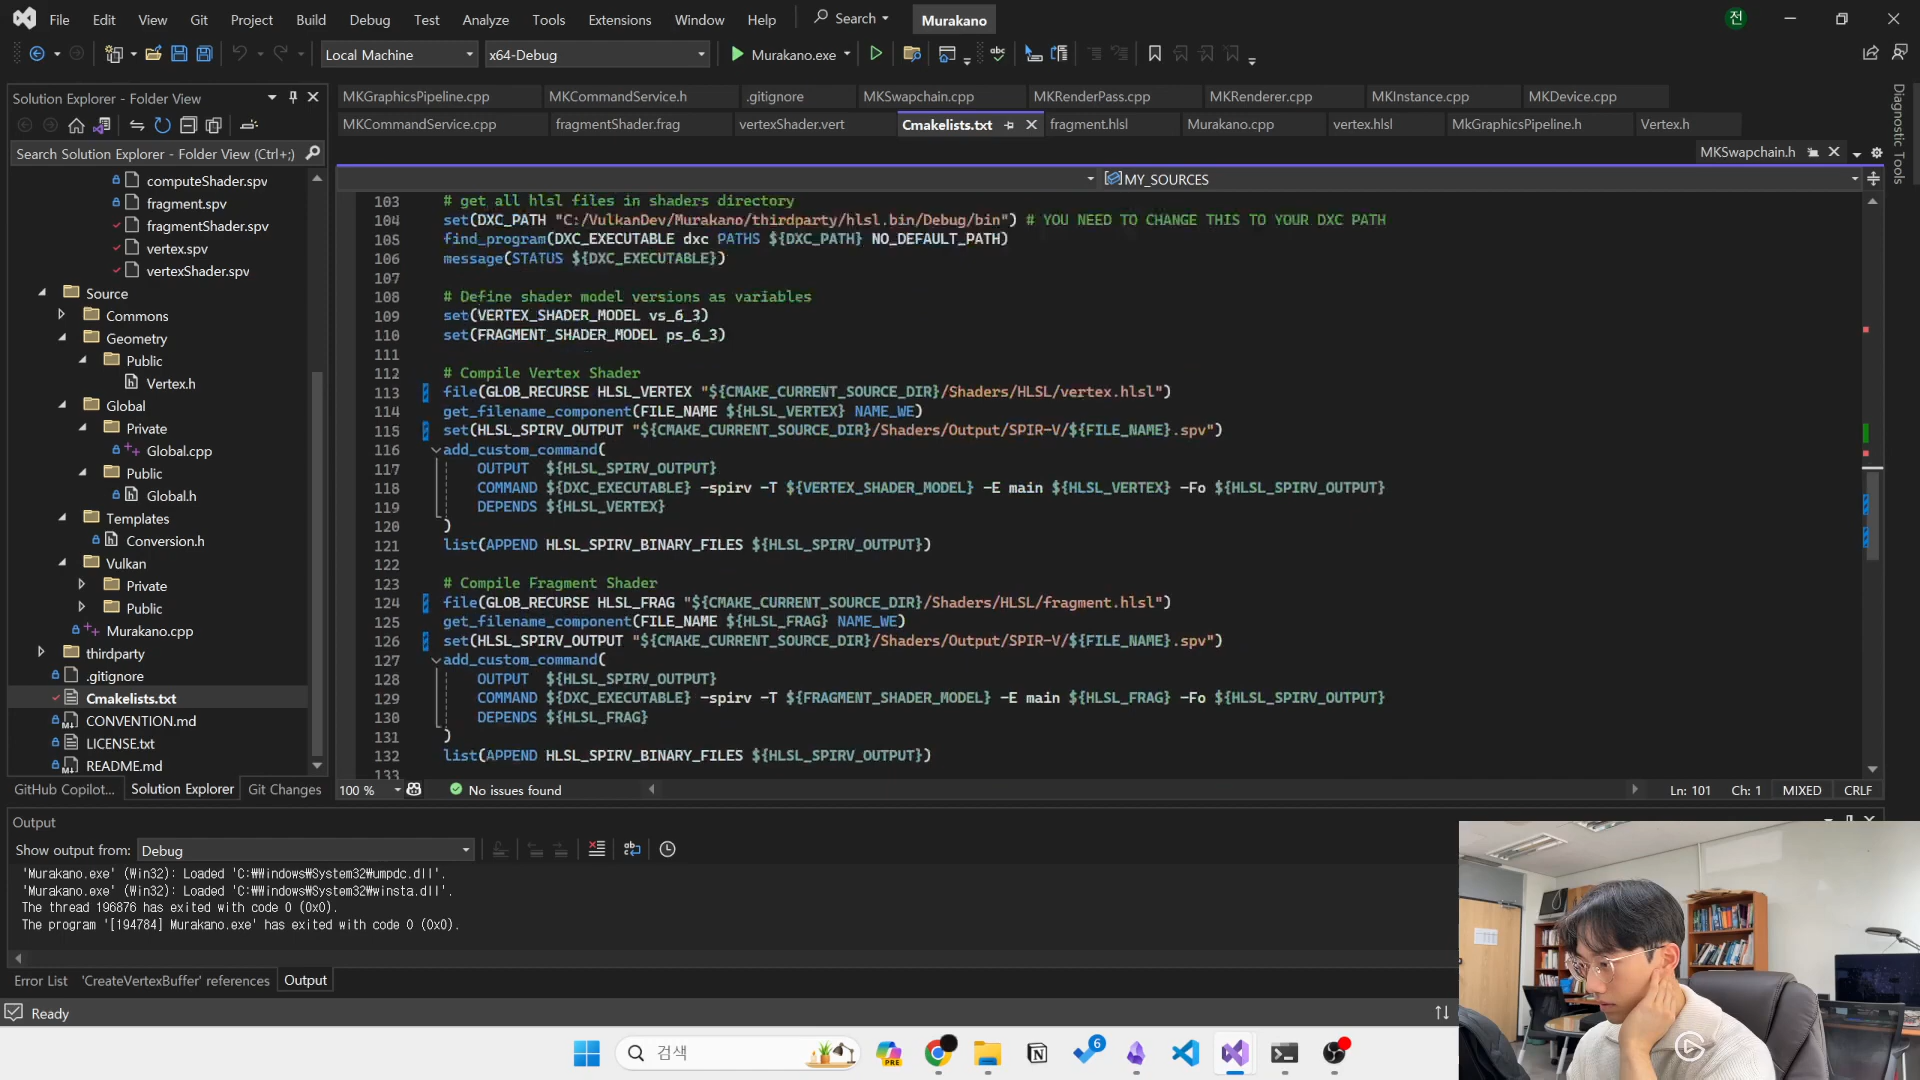 File Edit View Git Project Build Debug Test Analyze Tools Extensions Window Help Search Murakano 전
Local Machine x64-Debug Murakano.exe
Solution Explorer - Folder View
Search Solution Explorer - Folder View (Ctrl+;)
computeShader.spv
fragment.spv
fragmentShader.spv
vertex.spv
vertexShader.spv
Source
Commons
Geometry
Public
Vertex.h
Global
Private
Global.cpp
Public
Global.h
Templates
Conversion.h
Vulkan
Private
Public
Murakano.cpp
thirdparty
.gitignore
Cmakelists.txt
CONVENTION.md
LICENSE.txt
README.md
GitHub Copilot... Solution Explorer Git Changes
MKGraphicsPipeline.cpp MKCommandService.h .gitignore MKSwapchain.cpp MKRenderPass.cpp MKRenderer.cpp MKInstance.cpp MKDevice.cpp
MKCommandService.cpp fragmentShader.frag vertexShader.vert Cmakelists.txt fragment.hlsl Murakano.cpp vertex.hlsl MkGraphicsPipeline.h Vertex.h
MKSwapchain.h
MY_SOURCES
Diagnostic Tools
103 # get all hlsl files in shaders directory
104 set(DXC_PATH "C:/VulkanDev/Murakano/thirdparty/hlsl.bin/Debug/bin") # YOU NEED TO CHANGE THIS TO YOUR DXC PATH
105 find_program(DXC_EXECUTABLE dxc PATHS ${DXC_PATH} NO_DEFAULT_PATH)
106 message(STATUS ${DXC_EXECUTABLE})
107
108 # Define shader model versions as variables
109 set(VERTEX_SHADER_MODEL vs_6_3)
110 set(FRAGMENT_SHADER_MODEL ps_6_3)
111
112 # Compile Vertex Shader
113 file(GLOB_RECURSE HLSL_VERTEX "${CMAKE_CURRENT_SOURCE_DIR}/Shaders/HLSL/vertex.hlsl")
114 get_filename_component(FILE_NAME ${HLSL_VERTEX} NAME_WE)
115 set(HLSL_SPIRV_OUTPUT "${CMAKE_CURRENT_SOURCE_DIR}/Shaders/Output/SPIR-V/${FILE_NAME}.spv")
116 add_custom_command(
117 OUTPUT ${HLSL_SPIRV_OUTPUT}
118 COMMAND ${DXC_EXECUTABLE} -spirv -T ${VERTEX_SHADER_MODEL} -E main ${HLSL_VERTEX} -Fo ${HLSL_SPIRV_OUTPUT}
119 DEPENDS ${HLSL_VERTEX}
120 )
121 list(APPEND HLSL_SPIRV_BINARY_FILES ${HLSL_SPIRV_OUTPUT})
122
123 # Compile Fragment Shader
124 file(GLOB_RECURSE HLSL_FRAG "${CMAKE_CURRENT_SOURCE_DIR}/Shaders/HLSL/fragment.hlsl")
125 get_filename_component(FILE_NAME ${HLSL_FRAG} NAME_WE)
126 set(HLSL_SPIRV_OUTPUT "${CMAKE_CURRENT_SOURCE_DIR}/Shaders/Output/SPIR-V/${FILE_NAME}.spv")
127 add_custom_command(
128 OUTPUT ${HLSL_SPIRV_OUTPUT}
129 COMMAND ${DXC_EXECUTABLE} -spirv -T ${FRAGMENT_SHADER_MODEL} -E main ${HLSL_FRAG} -Fo ${HLSL_SPIRV_OUTPUT}
130 DEPENDS ${HLSL_FRAG}
131 )
132 list(APPEND HLSL_SPIRV_BINARY_FILES ${HLSL_SPIRV_OUTPUT})
133
100 % No issues found Ln: 101 Ch: 1 MIXED CRLF
Output
Show output from: Debug
'Murakano.exe' (Win32): Loaded 'C:₩Windows₩System32₩umpdc.dll'.
'Murakano.exe' (Win32): Loaded 'C:₩Windows₩System32₩winsta.dll'.
The thread 196876 has exited with code 0 (0x0).
The program '[194784] Murakano.exe' has exited with code 0 (0x0).
Error List 'CreateVertexBuffer' references Output
Ready
검색
PRE
6